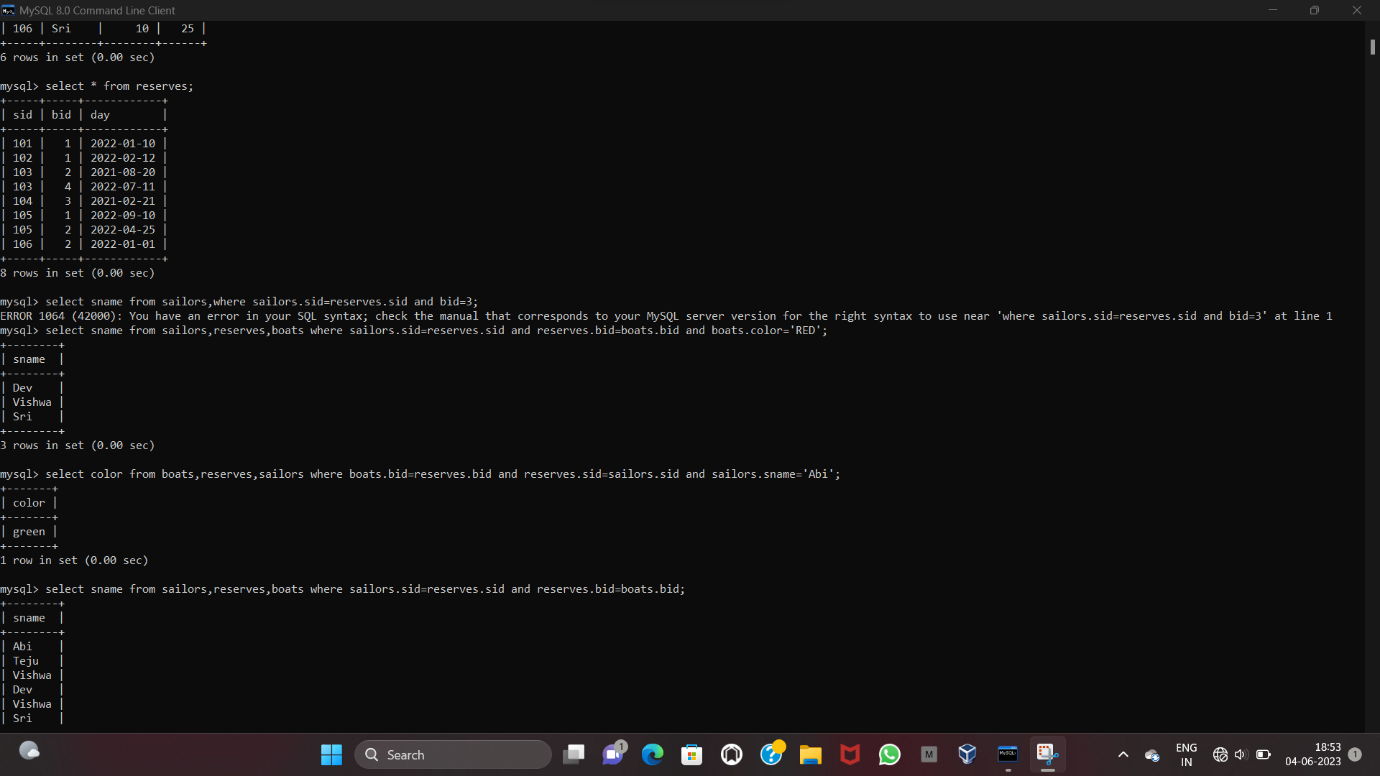 MySQL 8.0 Command Line Client
| 106 | Sri    |     10 |   25 |
+-----+--------+--------+------+
6 rows in set (0.00 sec)
mysql> select * from reserves;
+-----+-----+------------+
| sid | bid | day        |
+-----+-----+------------+
| 101 |   1 | 2022-01-10 |
| 102 |   1 | 2022-02-12 |
| 103 |   2 | 2021-08-20 |
| 103 |   4 | 2022-07-11 |
| 104 |   3 | 2021-02-21 |
| 105 |   1 | 2022-09-10 |
| 105 |   2 | 2022-04-25 |
| 106 |   2 | 2022-01-01 |
+-----+-----+------------+
8 rows in set (0.00 sec)
mysql> select sname from sailors,where sailors.sid=reserves.sid and bid=3;
ERROR 1064 (42000): You have an error in your SQL syntax; check the manual that corresponds to your MySQL server version for the right syntax to use near 'where sailors.sid=reserves.sid and bid=3' at line 1
mysql> select sname from sailors,reserves,boats where sailors.sid=reserves.sid and reserves.bid=boats.bid and boats.color='RED';
+--------+
| sname  |
+--------+
| Dev    |
| Vishwa |
| Sri    |
+--------+
3 rows in set (0.00 sec)
mysql> select color from boats,reserves,sailors where boats.bid=reserves.bid and reserves.sid=sailors.sid and sailors.sname='Abi';
+-------+
| color |
+-------+
| green |
+-------+
1 row in set (0.00 sec)
mysql> select sname from sailors,reserves,boats where sailors.sid=reserves.sid and reserves.bid=boats.bid;
+--------+
| sname  |
+--------+
| Abi    |
| Teju   |
| Vishwa |
| Dev    |
| Vishwa |
| Sri    |
Search
1
M
ENG
IN
18:53
04-06-2023
1